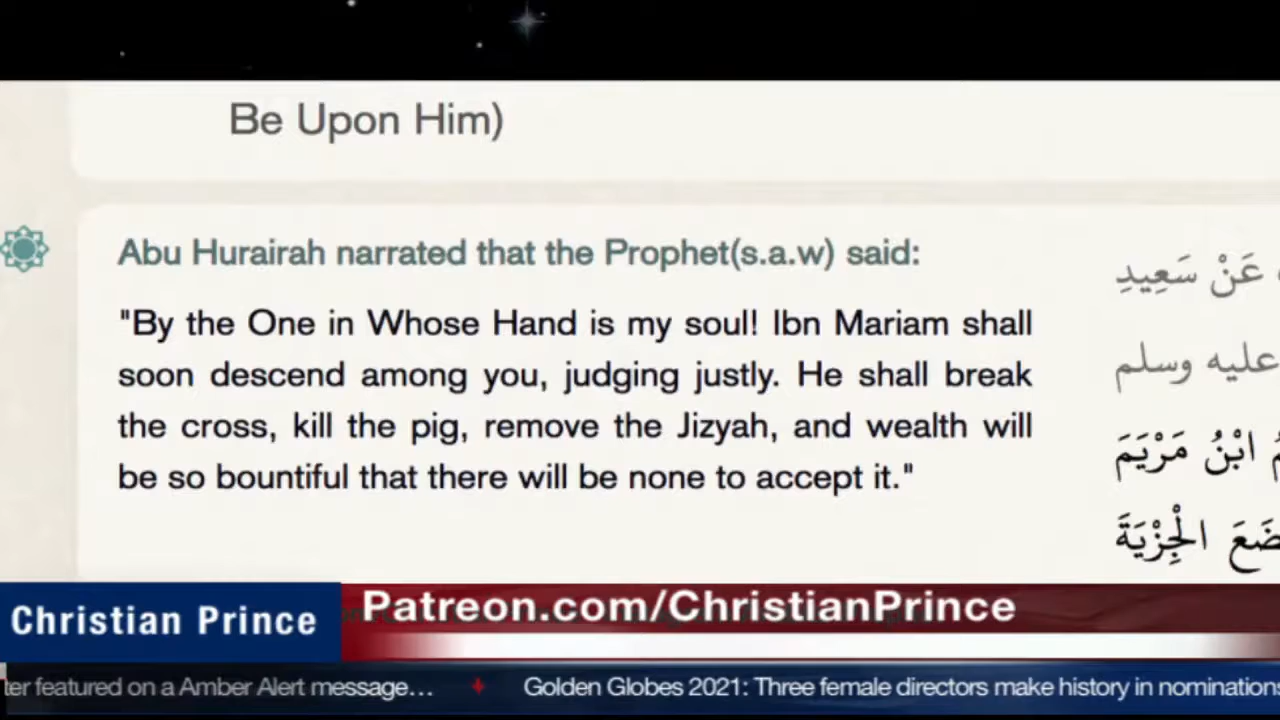 Be Upon Him)
Abu Hurairah narrated that the Prophet(s.a.w) said:
عَنْ سَعِيدِ
"By the One in Whose Hand is my soul! Ibn Mariam shall
soon descend among you, judging justly. He shall break
عليه وسلم
the cross, kill the pig, remove the Jizyah, and wealth will
ابْنُ مَرْيَمَ
be so bountiful that there will be none to accept it."
الْجِزْيَةَ
Christian Prince
Patreon.com/ChristianPrince
ter featured on a Amber Alert message...
Golden Globes 2021: Three female directors make history in nominations